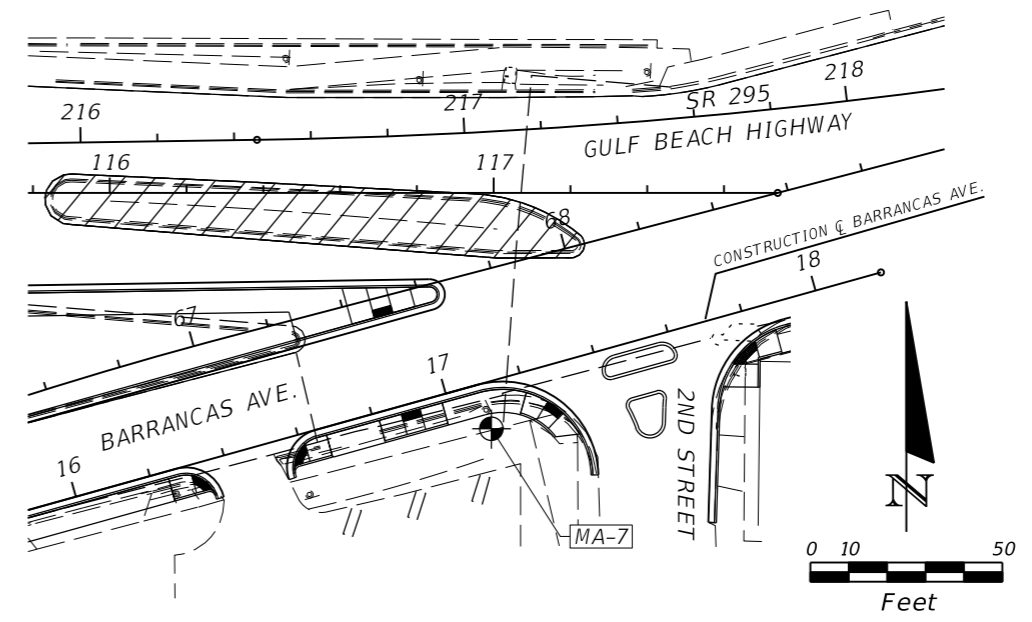 218
SR 295
217
216
GULF BEACH HIGHWAY
116
117
68
CONSTRUCTION ℄ BARRANCAS AVE.
18
67
17
BARRANCAS AVE.
2ND STREET
16
MA-7
N
0 10 50
Feet